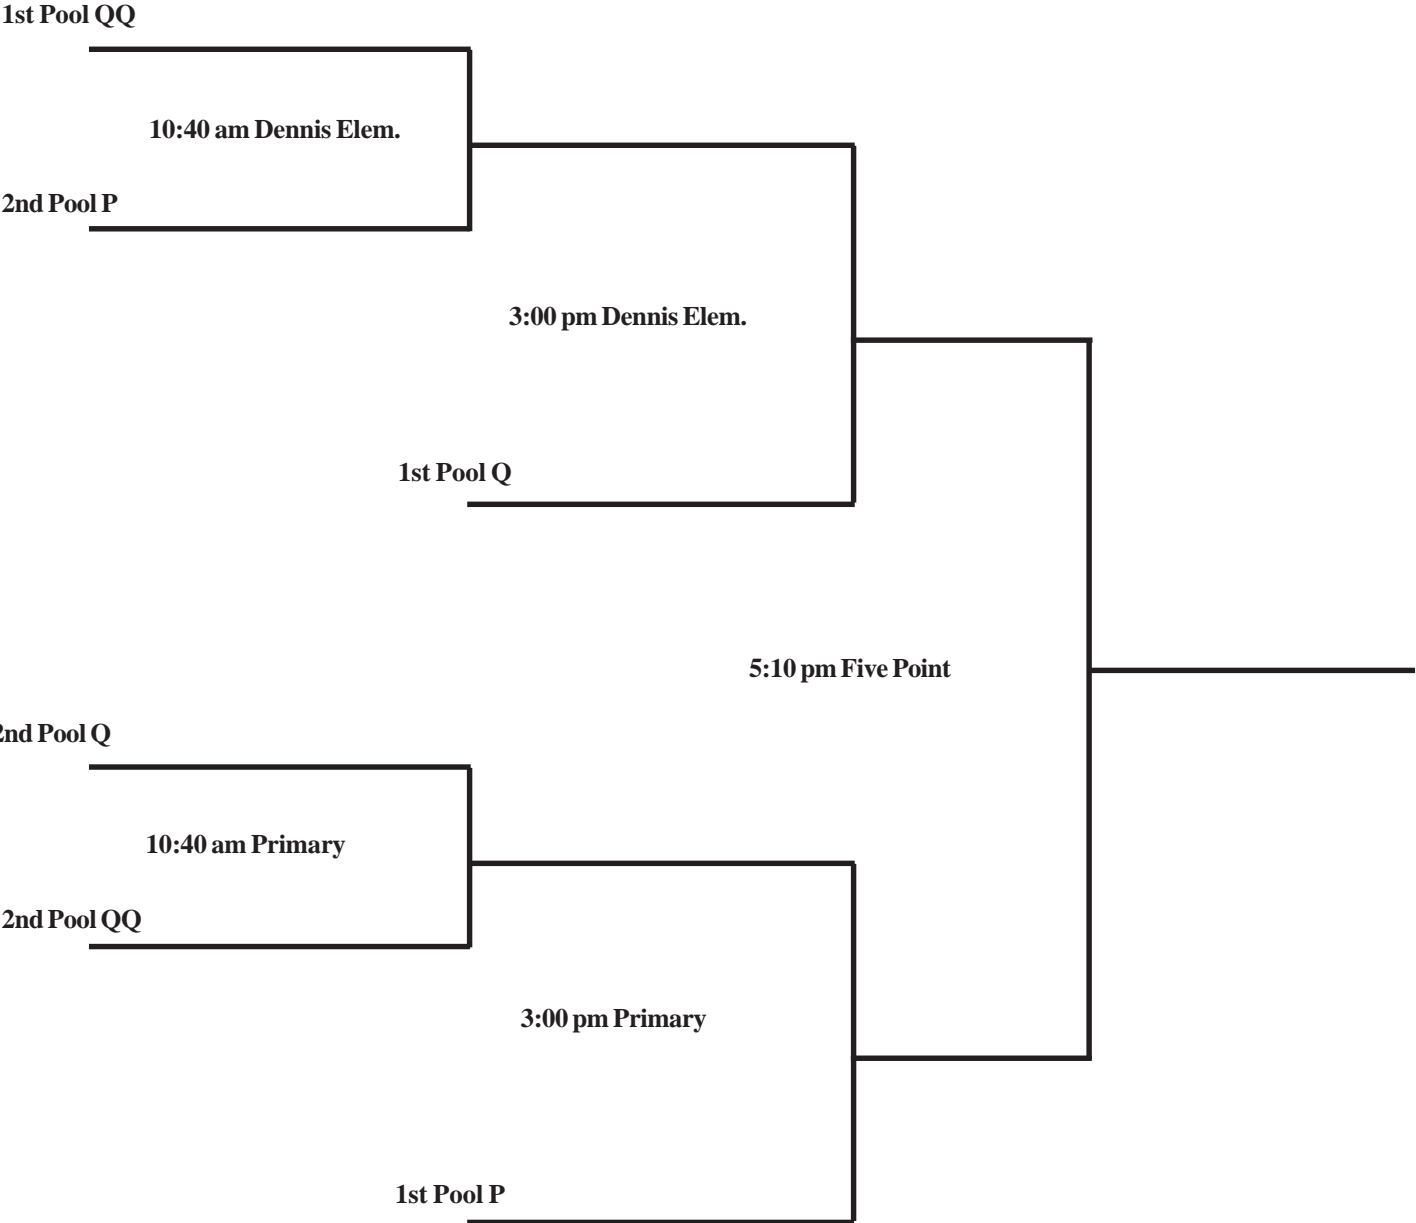 1st Pool QQ
10:40 am Dennis Elem.
2nd Pool P
3:00 pm Dennis Elem.
1st Pool Q
5:10 pm Five Point
2nd Pool Q
10:40 am Primary
2nd Pool QQ
3:00 pm Primary
1st Pool P